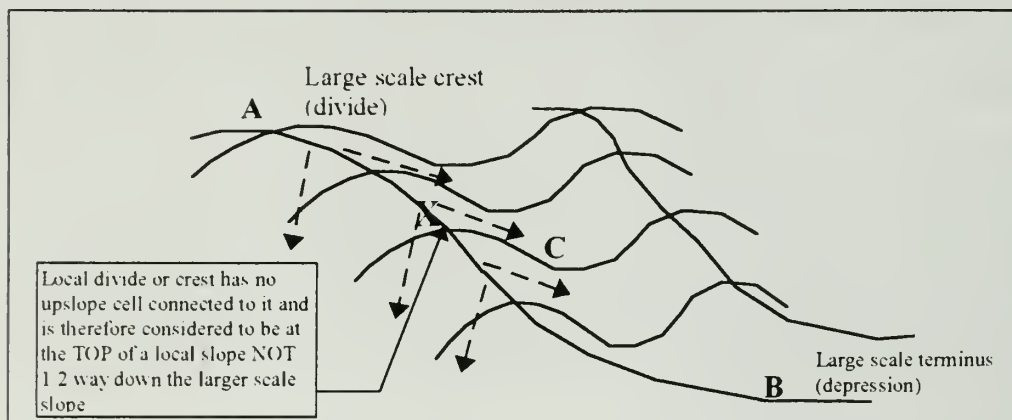 Large scale crest
(divide)
A
C
Local divide or crest has no
upslope cell connected to it and
is therefore considered to be at
the TOP of a local slope NOT
1 2 way down the larger scale
slope
Large scale terminus
(depression)
B